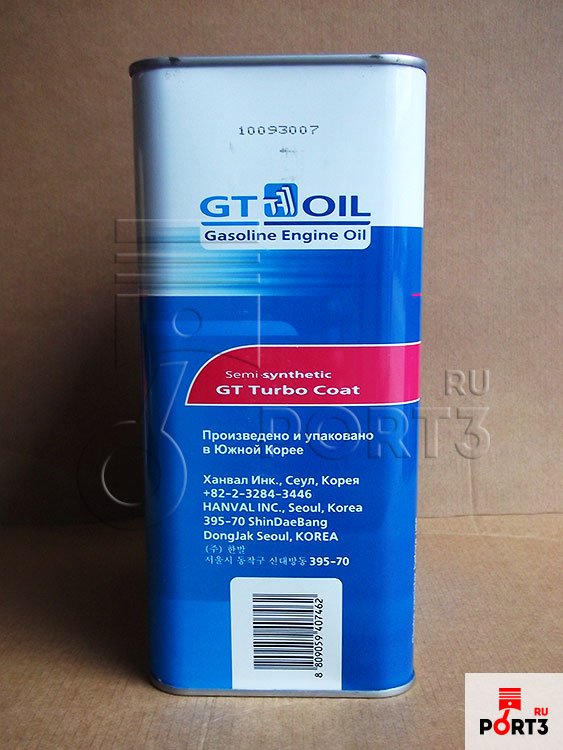 10093007
GT OIL
Gasoline Engine Oil
Semi-synthetic
GT Turbo Coat
Произведено и упаковано
в Южной Корее
Ханвал Инк., Сеул, Корея
+82-2-3284-3446
HANVAL INC., Seoul, Korea
395-70 ShinDaeBang
DongJak Seoul, KOREA
(주) 한발
서울시 동작구 신대방동 395-70
8 809059 407462
RU
PORT3
RU
PORT3